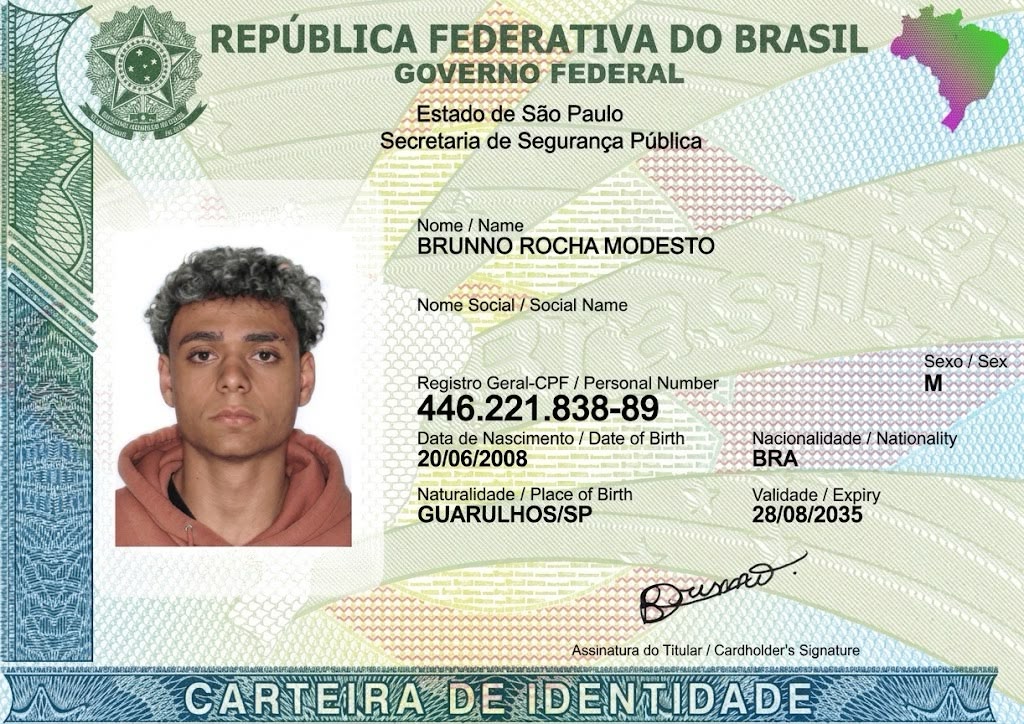 REPÚBLICA FEDERATIVA DO BRASIL
GOVERNO FEDERAL
Estado de São Paulo
Secretaria de Segurança Pública
Nome / Name
BRUNNO ROCHA MODESTO
Nome Social / Social Name
Sexo / Sex
M
Registro Geral-CPF / Personal Number
446.221.838-89
Data de Nascimento / Date of Birth
20/06/2008
Nacionalidade / Nationality
BRA
Naturalidade / Place of Birth
GUARULHOS/SP
Validade / Expiry
28/08/2035
Brunno
Assinatura do Titular / Cardholder's Signature
CARTEIRA DE IDENTIDADE